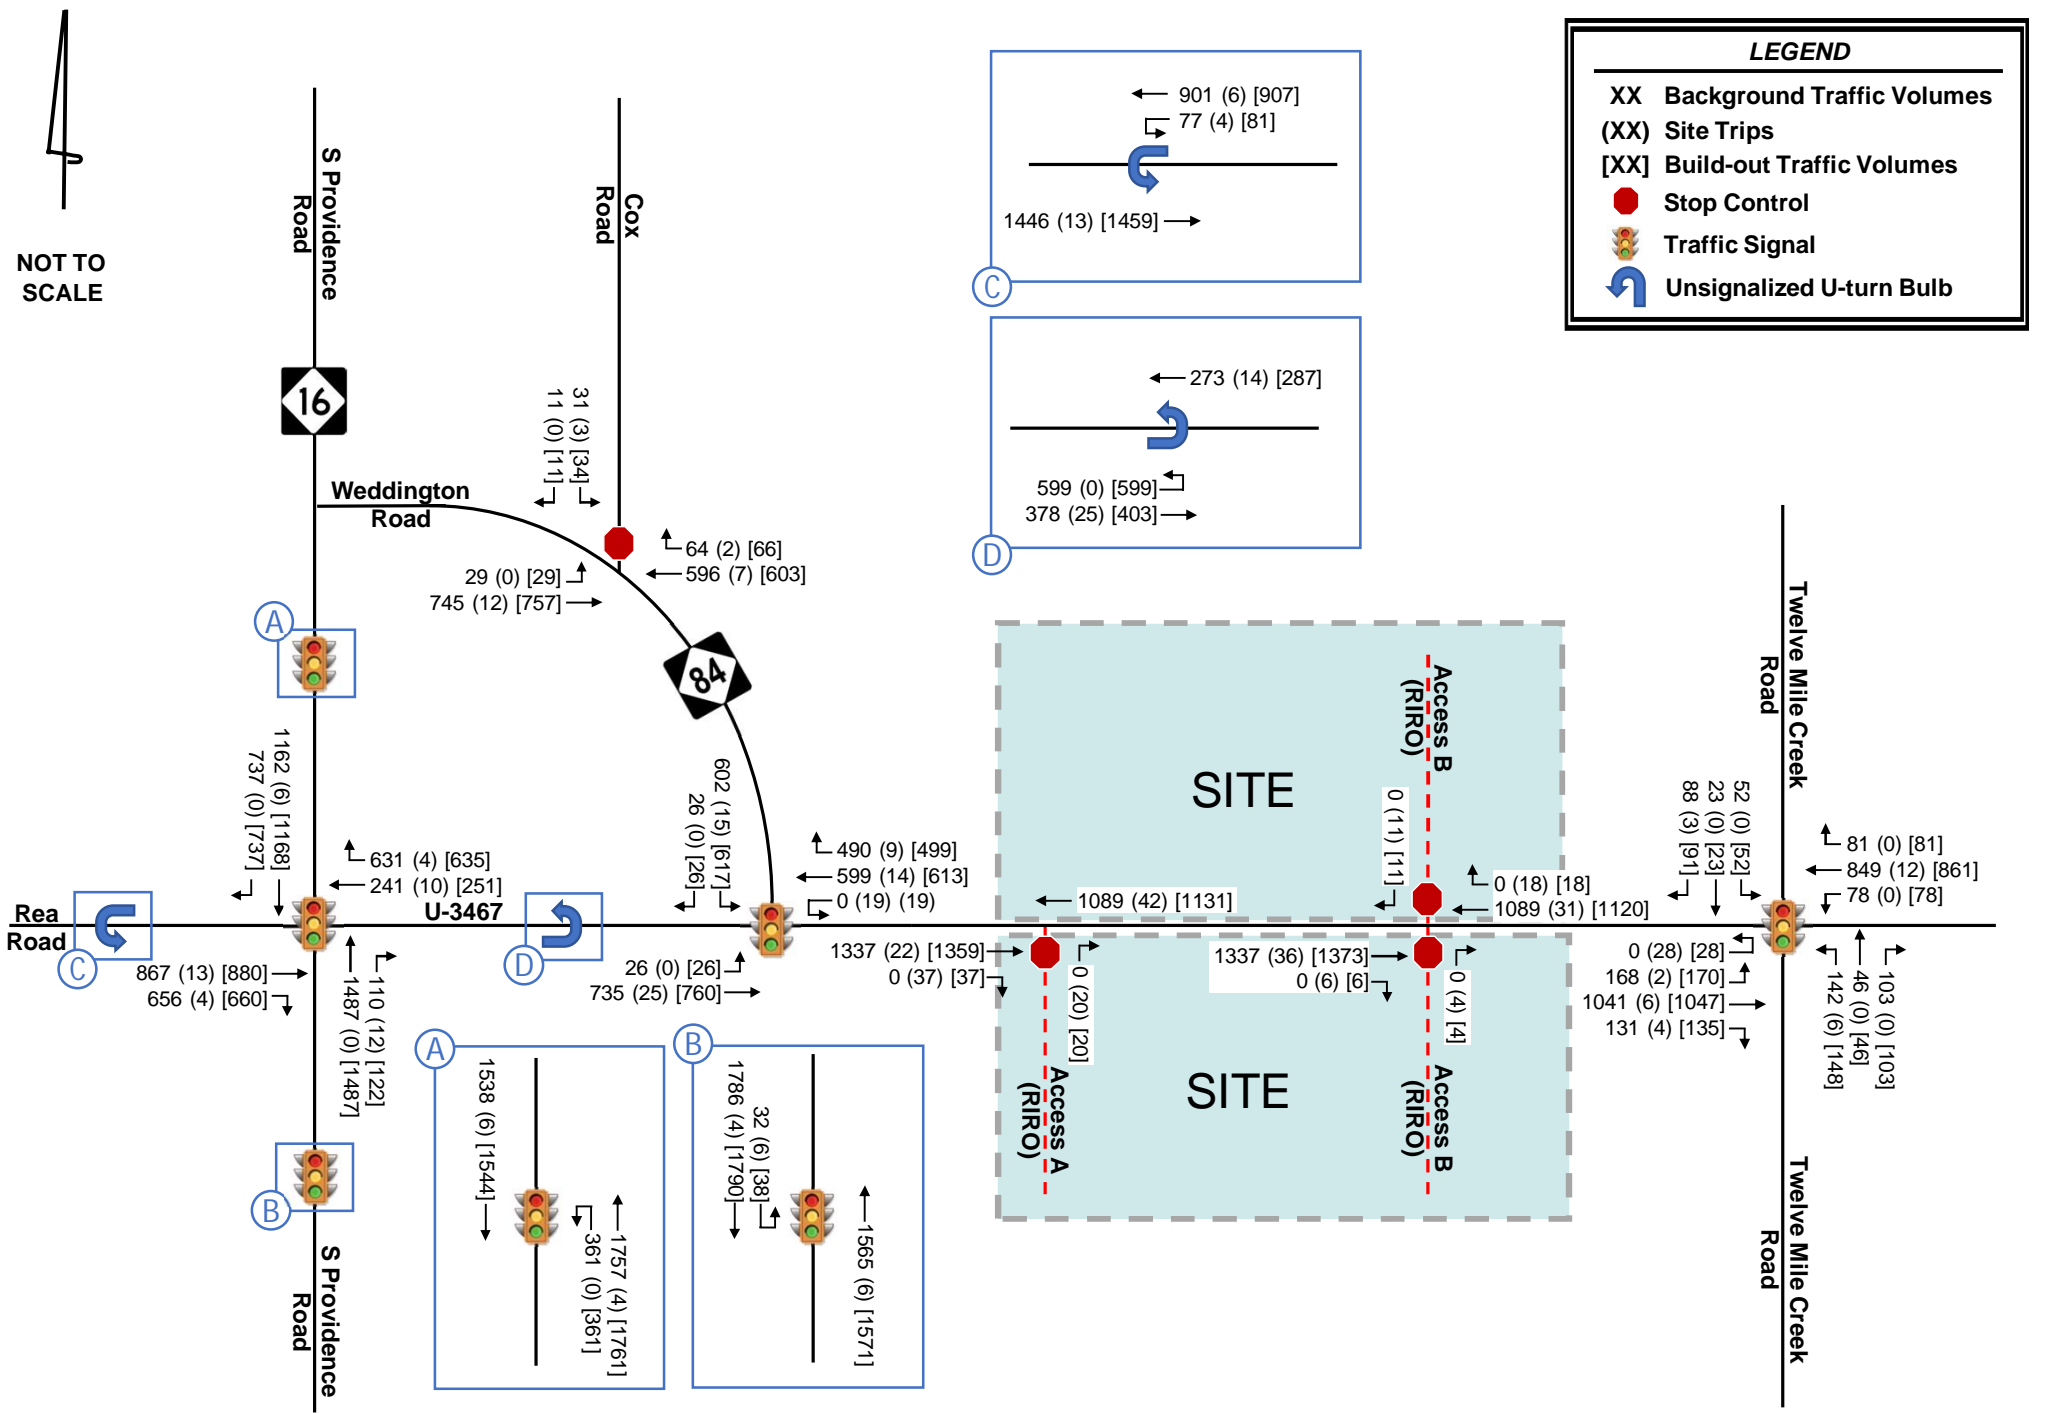 LEGEND
XX Background Traffic Volumes
(XX) Site Trips
[XX] Build-out Traffic Volumes
Stop Control
Traffic Signal
Unsignalized U-turn Bulb
NOT TO
SCALE
S Providence
Road
16
Cox
Road
901 (6) [907]
77 (4) [81]
1446 (13) [1459]
C
273 (14) [287]
599 (0) [599]
378 (25) [403]
D
31 (3) [34]
11 (0) [11]
Weddington
Road
64 (2) [66]
596 (7) [603]
29 (0) [29]
745 (12) [757]
84
A
1162 (6) [1168]
737 (0) [737]
631 (4) [635]
241 (10) [251]
U-3467
Rea
Road
C
867 (13) [880]
656 (4) [660]
110 (12) [122]
1487 (0) [1487]
D
602 (15) [617]
26 (0) [26]
490 (9) [499]
599 (14) [613]
0 (19) (19)
26 (0) [26]
735 (25) [760]
SITE
Access B
(RIRO)
0 (11) [11]
0 (18) [18]
1089 (31) [1120]
1089 (42) [1131]
1337 (22) [1359]
0 (37) [37]
0 (20) [20]
1337 (36) [1373]
0 (6) [6]
0 (4) [4]
SITE
Access A
(RIRO)
Access B
(RIRO)
Twelve Mile Creek
Road
52 (0) [52]
23 (0) [23]
88 (3) [91]
81 (0) [81]
849 (12) [861]
78 (0) [78]
0 (28) [28]
168 (2) [170]
1041 (6) [1047]
131 (4) [135]
103 (0) [103]
46 (0) [46]
142 (6) [148]
Twelve Mile Creek
Road
B
S Providence
Road
A
1538 (6) [1544]
1757 (4) [1761]
361 (0) [361]
B
32 (6) [38]
1786 (4) [1790]
1565 (6) [1571]